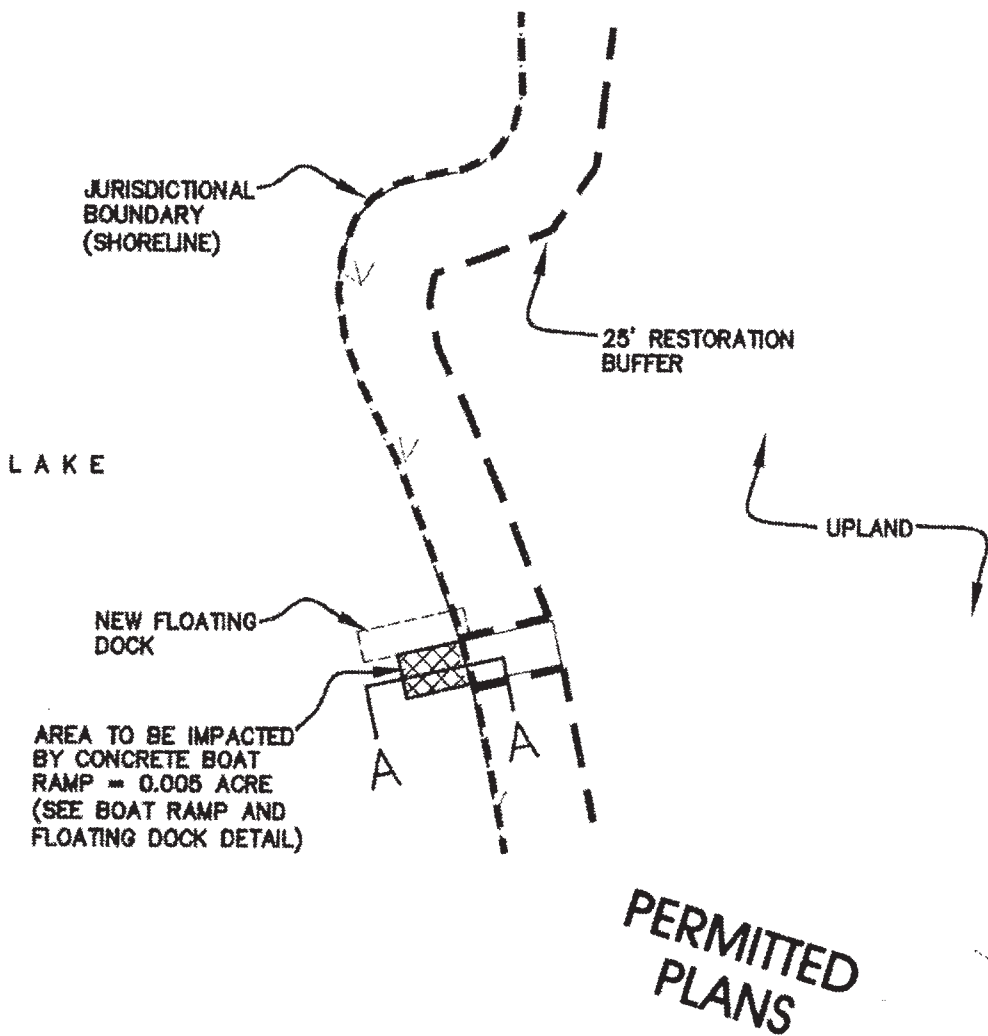 JURISDICTIONAL
BOUNDARY
(SHORELINE)
25' RESTORATION
BUFFER
LAKE
UPLAND
NEW FLOATING
DOCK
AREA TO BE IMPACTED
BY CONCRETE BOAT
RAMP = 0.005 ACRE
(SEE BOAT RAMP AND
FLOATING DOCK DETAIL)
A
A
PERMITTED
PLANS